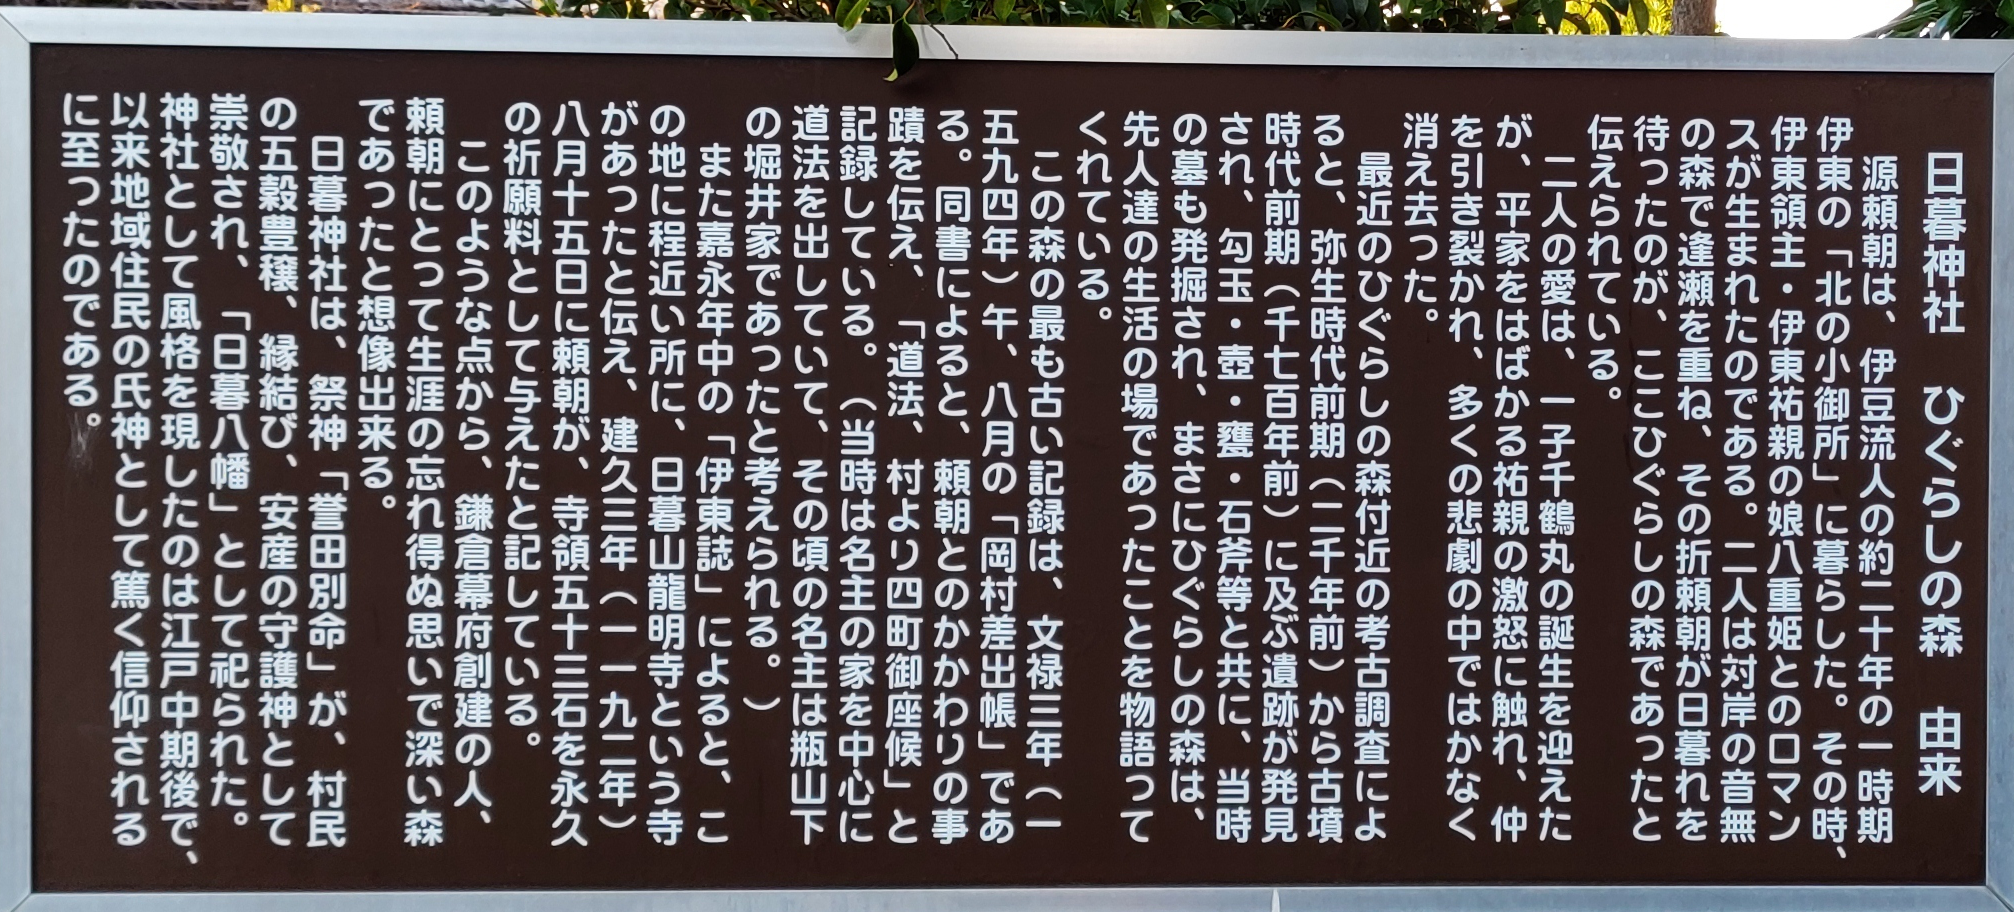 日暮神社　ひぐらしの森　由来
源頼朝は、伊豆流人の約二十年の一時期
伊東の「北の小御所」に暮らした。その時、
伊東領主・伊東祐親の娘八重姫とのロマン
スが生まれたのである。二人は対岸の音無
の森で逢瀬を重ね、その折頼朝が日暮れを
待ったのが、ここひぐらしの森であったと
伝えられている。
二人の愛は、一子千鶴丸の誕生を迎えた
が、平家をはばかる祐親の激怒に触れ、仲
を引き裂かれ、多くの悲劇の中ではかなく
消え去った。
最近のひぐらしの森付近の考古調査によ
ると、弥生時代前期（二千年前）から古墳
時代前期（千七百年前）に及ぶ遺跡が発見
され、勾玉・壺・甕・石斧等と共に、当時
の墓も発掘され、まさにひぐらしの森は、
先人達の生活の場であったことを物語って
くれている。
この森の最も古い記録は、文禄三年（一
五九四年）午、八月の「岡村差出帳」であ
る。同書によると、頼朝とのかかわりの事
蹟を伝え、「道法、村より四町御座候」と
記録している。（当時は名主の家を中心に
道法を出していて、その頃の名主は瓶山下
の堀井家であったと考えられる。）
また嘉永年中の「伊東誌」によると、こ
の地に程近い所に、日暮山龍明寺という寺
があったと伝え、建久三年（一一九二年）
八月十五日に頼朝が、寺領五十三石を永久
の祈願料として与えたと記している。
このような点から、鎌倉幕府創建の人、
頼朝にとって生涯の忘れ得ぬ思いで深い森
であったと想像出来る。
日暮神社は、祭神「誉田別命」が、村民
の五穀豊穣、縁結び、安産の守護神として
崇敬され、「日暮八幡」として祀られた。
神社として風格を現したのは江戸中期後で、
以来地域住民の氏神として篤く信仰される
に至ったのである。